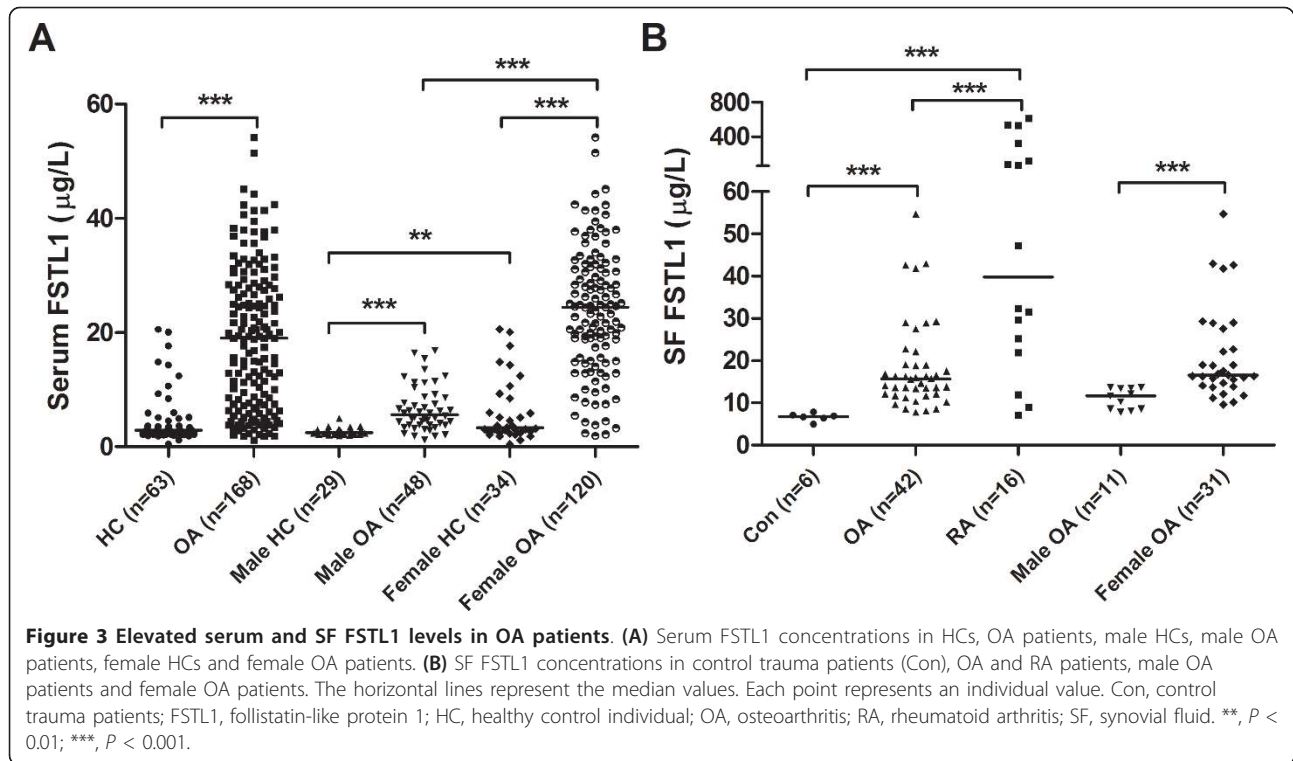 A
B
Serum FSTL1 (µg/L)
60
40
20
0
***
***
***
**
***
HC (n=63)
OA (n=168)
Male HC (n=29)
Male OA (n=48)
Female HC (n=34)
Female OA (n=120)
SF FSTL1 (µg/L)
800
400
60
50
40
30
20
10
0
***
***
***
***
Con (n=6)
OA (n=42)
RA (n=16)
Male OA (n=11)
Female OA (n=31)
Figure 3 Elevated serum and SF FSTL1 levels in OA patients. (A) Serum FSTL1 concentrations in HCs, OA patients, male HCs, male OA
patients, female HCs and female OA patients. (B) SF FSTL1 concentrations in control trauma patients (Con), OA and RA patients, male OA
patients and female OA patients. The horizontal lines represent the median values. Each point represents an individual value. Con, control
trauma patients; FSTL1, follistatin-like protein 1; HC, healthy control individual; OA, osteoarthritis; RA, rheumatoid arthritis; SF, synovial fluid. **, P <
0.01; ***, P < 0.001.